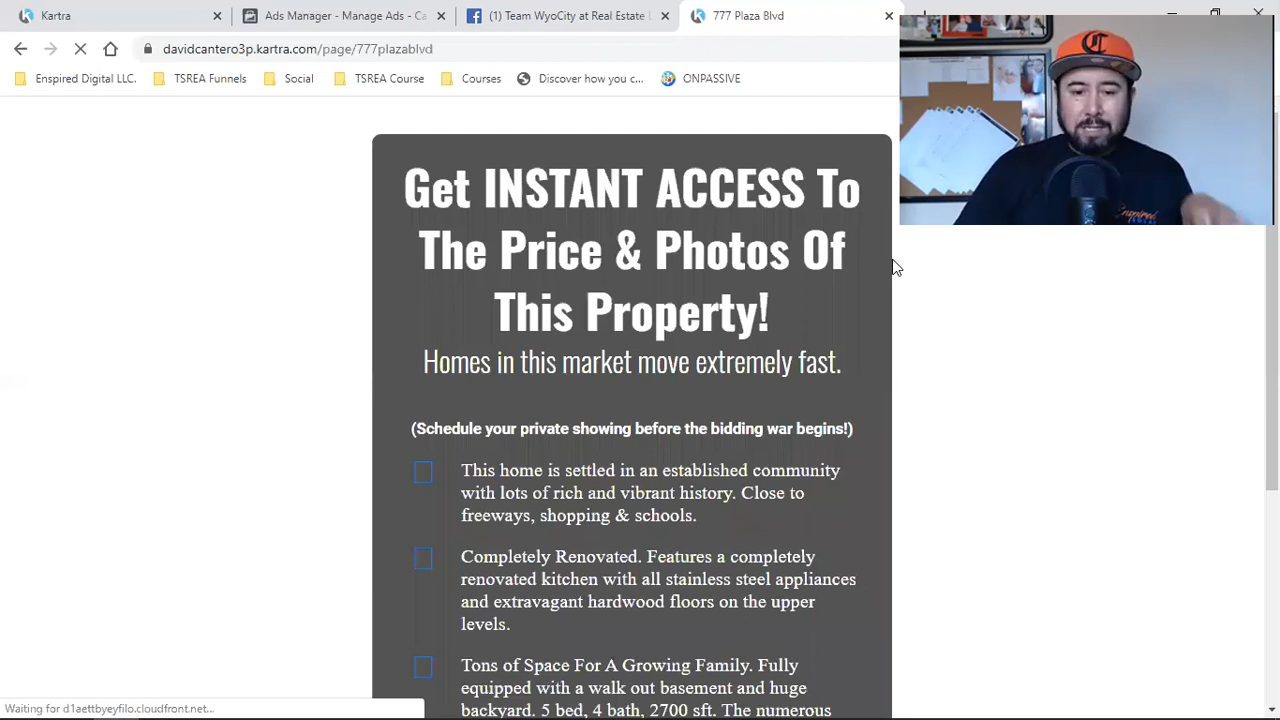 Kartra
Ads Manager - Manage Ads - Ca
(1) Team WyoCity at Real Estate L
777 Plaza Blvd
777plazablvd
Enspired Digital LLC.
TSREA Funnel
Social
TSREA Course
Courses
Discover how you c...
ONPASSIVE
Get INSTANT ACCESS To
The Price & Photos Of
This Property!
Homes in this market move extremely fast.
(Schedule your private showing before the bidding war begins!)
This home is settled in an established community
with lots of rich and vibrant history. Close to
freeways, shopping & schools.
Completely Renovated. Features a completely
renovated kitchen with all stainless steel appliances
and extravagant hardwood floors on the upper
levels.
Tons of Space For A Growing Family. Fully
equipped with a walk out basement and huge
backyard. 5 bed, 4 bath, 2700 sft. The numerous
Waiting for d1aettbyeyfilo.cloudfront.net...